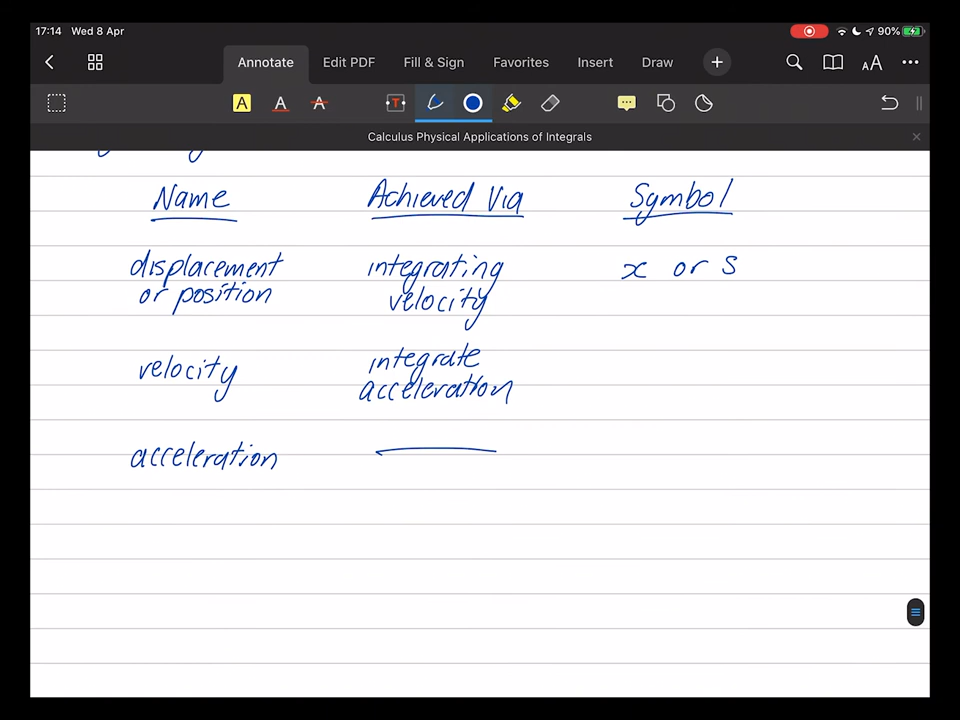 17:14 Wed 8 Apr 90%
Annotate Edit PDF Fill & Sign Favorites Insert Draw
Calculus Physical Applications of Integrals
Name Achieved Via Symbol
displacement integrating x or s
or position velocity
velocity integrate
acceleration
acceleration